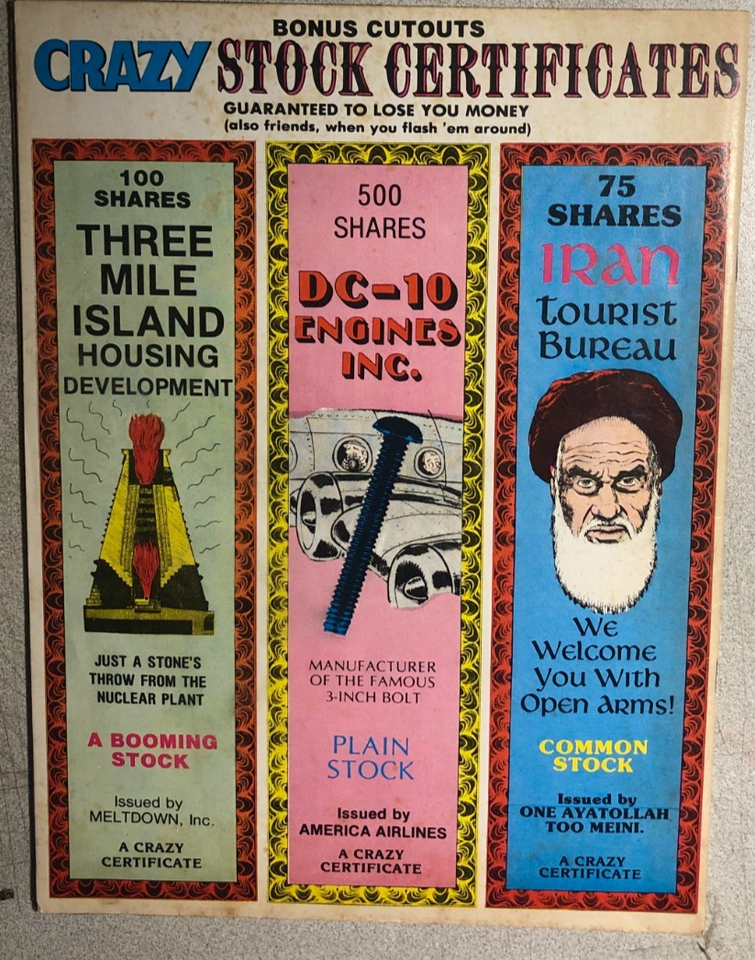 BONUS CUTOUTS
CRAZY STOCK CERTIFICATES
GUARANTEED TO LOSE YOU MONEY
(also friends, when you flash 'em around)
100
SHARES
THREE
MILE
ISLAND
HOUSING
DEVELOPMENT
JUST A STONE'S
THROW FROM THE
NUCLEAR PLANT
A BOOMING
STOCK
Issued by
MELTDOWN, Inc.
A CRAZY
CERTIFICATE
500
SHARES
DC-10
ENGINES
INC.
MANUFACTURER
OF THE FAMOUS
3-INCH BOLT
PLAIN
STOCK
Issued by
AMERICA AIRLINES
A CRAZY
CERTIFICATE
75
SHARES
IRan
tourist
Bureau
We
Welcome
You With
Open Arms!
COMMON
STOCK
Issued by
ONE AYATOLLAH
TOO MEINI.
A CRAZY
CERTIFICATE